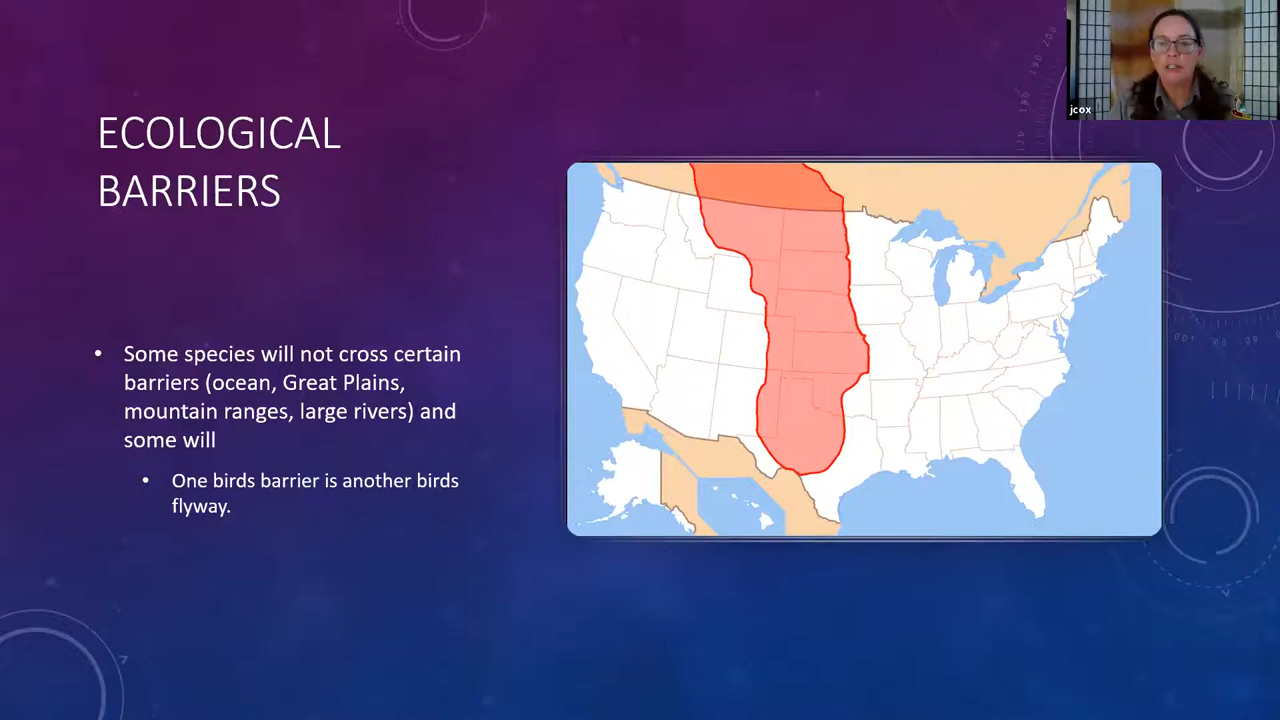 jcox
ECOLOGICAL
BARRIERS
• Some species will not cross certain
barriers (ocean, Great Plains,
mountain ranges, large rivers) and
some will
• One birds barrier is another birds
flyway.